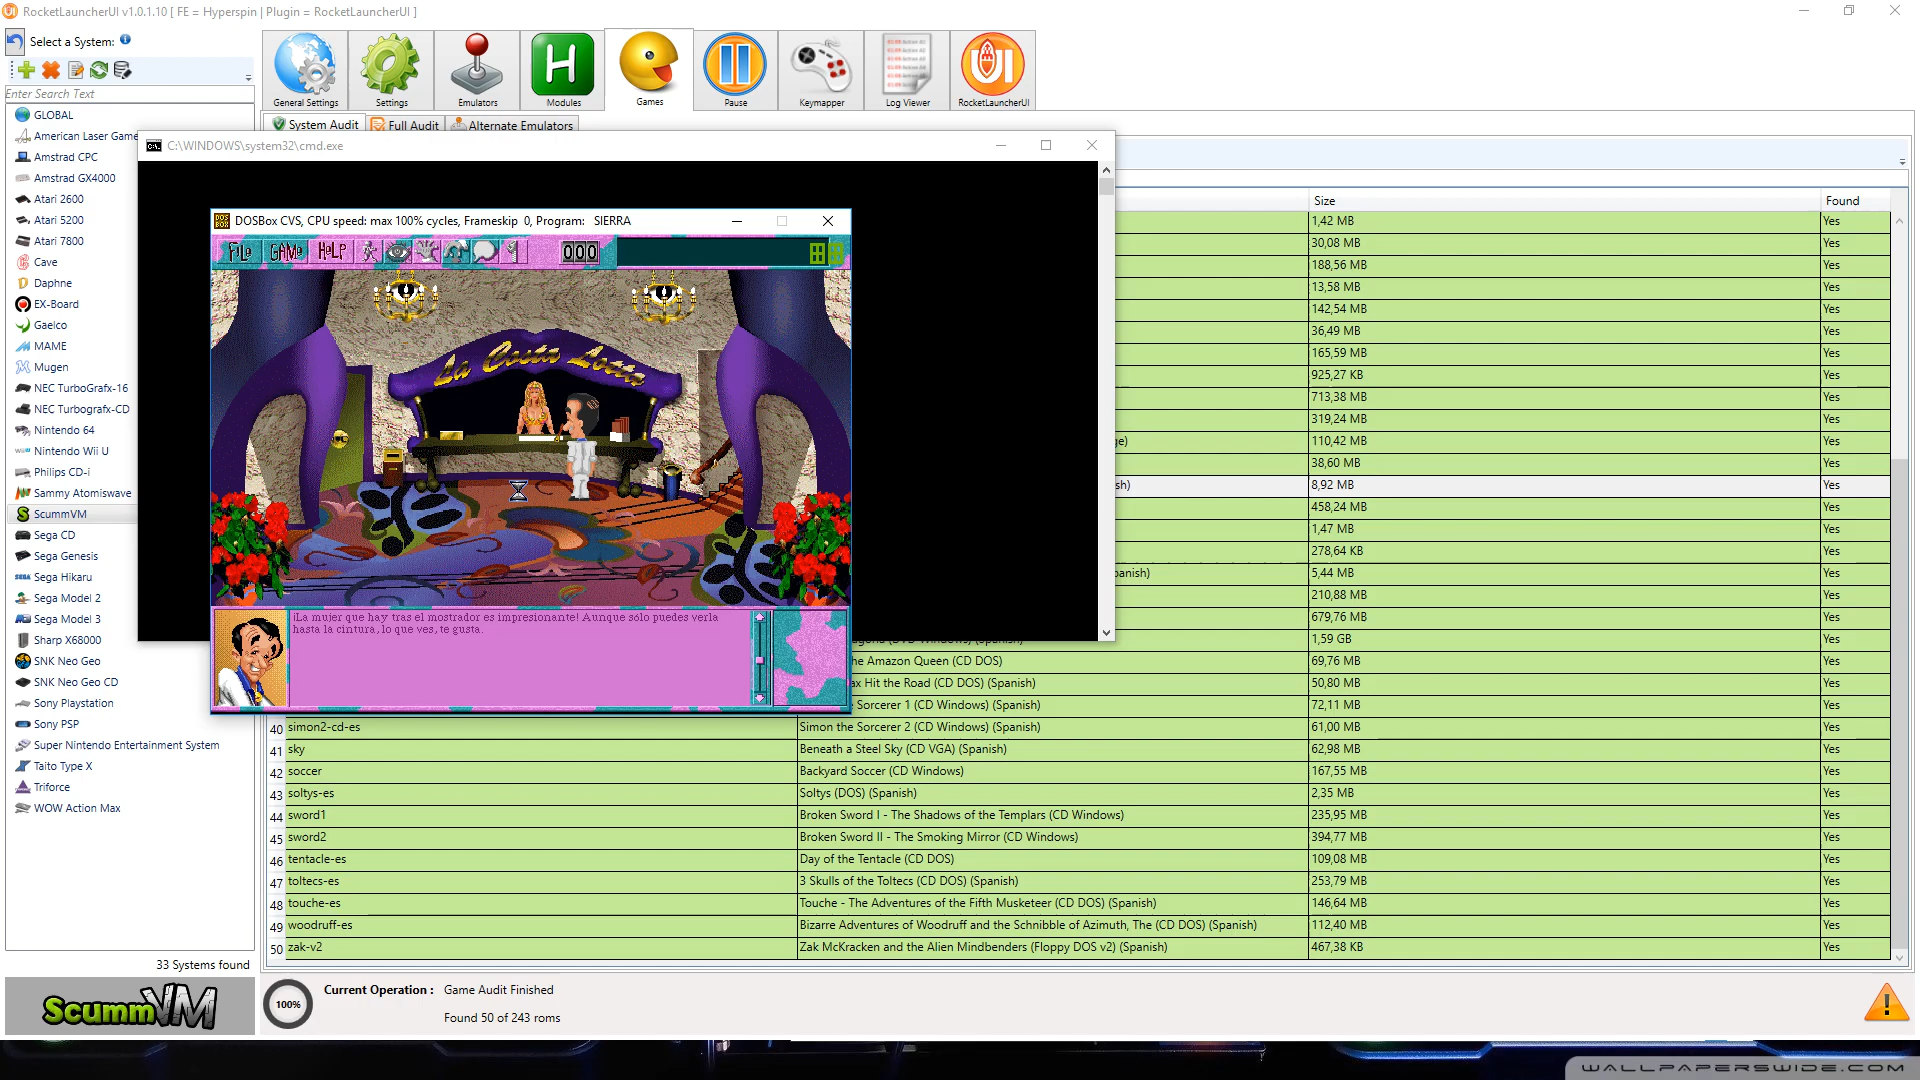 RocketLauncherUI v1.0.1.10 [ FE = Hyperspin | Plugin = RocketLauncherUI ]
Select a System:
Enter Search Text
General Settings
Settings
Emulators
H
Modules
Games
Pause
Keymapper
Log Viewer
UI
RocketLauncherUI
System Audit
Full Audit
Alternate Emulators
GLOBAL
American Laser Game
Amstrad CPC
Amstrad GX4000
Atari 2600
Atari 5200
Atari 7800
Cave
Daphne
EX-Board
Gaelco
MAME
Mugen
NEC TurboGrafx-16
NEC Turbografx-CD
Nintendo 64
Nintendo Wii U
Philips CD-i
Sammy Atomiswave
ScummVM
Sega CD
Sega Genesis
Sega Hikaru
Sega Model 2
Sega Model 3
Sharp X68000
SNK Neo Geo
SNK Neo Geo CD
Sony Playstation
Sony PSP
Super Nintendo Entertainment System
Taito Type X
Triforce
WOW Action Max
33 Systems found
ScummVM
C:\WINDOWS\system32\cmd.exe
DOSBox CVS, CPU speed: max 100% cycles, Frameskip 0, Program: SIERRA
File GAMe HeLP 000
La Costa Lotta
¡La mujer que hay tras el mostrador es impresionante! Aunque sólo puedes verla
hasta la cintura, lo que ves, te gusta.
Size Found
1,42 MB Yes
30,08 MB Yes
188,56 MB Yes
13,58 MB Yes
142,54 MB Yes
36,49 MB Yes
165,59 MB Yes
925,27 KB Yes
713,38 MB Yes
319,24 MB Yes
ge) 110,42 MB Yes
38,60 MB Yes
sh) 8,92 MB Yes
458,24 MB Yes
1,47 MB Yes
278,64 KB Yes
panish) 5,44 MB Yes
210,88 MB Yes
679,76 MB Yes
(Spanish) 1,59 GB Yes
he Amazon Queen (CD DOS) 69,76 MB Yes
ax Hit the Road (CD DOS) (Spanish) 50,80 MB Yes
Sorcerer 1 (CD Windows) (Spanish) 72,11 MB Yes
40 simon2-cd-es Simon the Sorcerer 2 (CD Windows) (Spanish) 61,00 MB Yes
41 sky Beneath a Steel Sky (CD VGA) (Spanish) 62,98 MB Yes
42 soccer Backyard Soccer (CD Windows) 167,55 MB Yes
43 soltys-es Soltys (DOS) (Spanish) 2,35 MB Yes
44 sword1 Broken Sword I - The Shadows of the Templars (CD Windows) 235,95 MB Yes
45 sword2 Broken Sword II - The Smoking Mirror (CD Windows) 394,77 MB Yes
46 tentacle-es Day of the Tentacle (CD DOS) 109,08 MB Yes
47 toltecs-es 3 Skulls of the Toltecs (CD DOS) (Spanish) 253,79 MB Yes
48 touche-es Touche - The Adventures of the Fifth Musketeer (CD DOS) (Spanish) 146,64 MB Yes
49 woodruff-es Bizarre Adventures of Woodruff and the Schnibble of Azimuth, The (CD DOS) (Spanish) 112,40 MB Yes
50 zak-v2 Zak McKracken and the Alien Mindbenders (Floppy DOS v2) (Spanish) 467,38 KB Yes
100%
Current Operation : Game Audit Finished
Found 50 of 243 roms
WALLPAPERSWIDE.COM